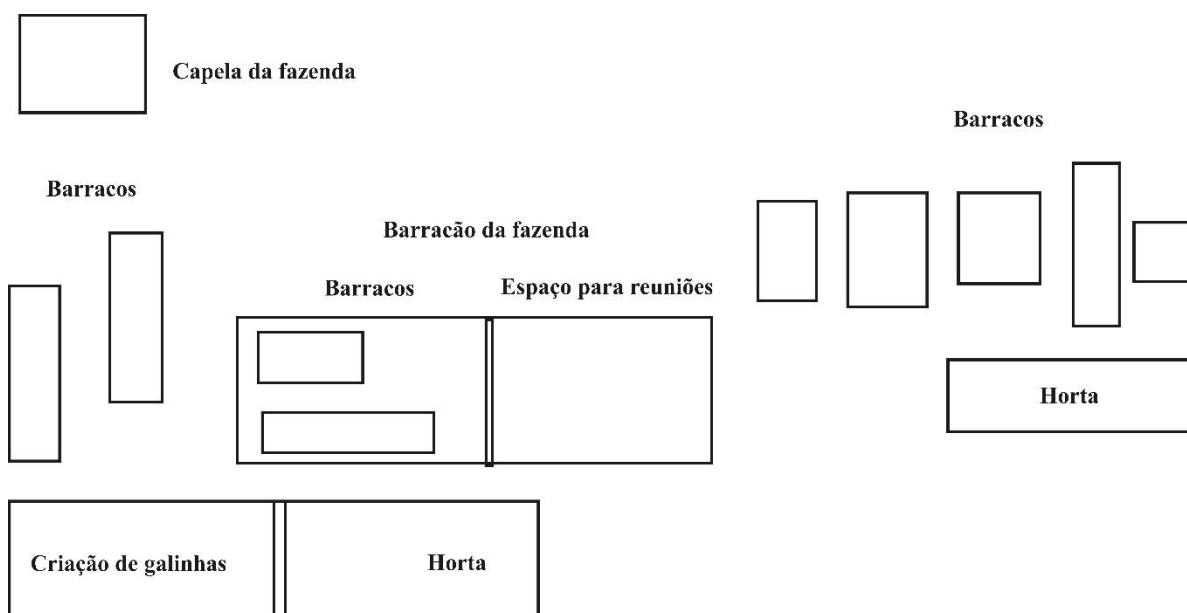 Capela da fazenda
Barracos
Barracos
Barracão da fazenda
Barracos
Espaço para reuniões
Horta
Criação de galinhas
Horta